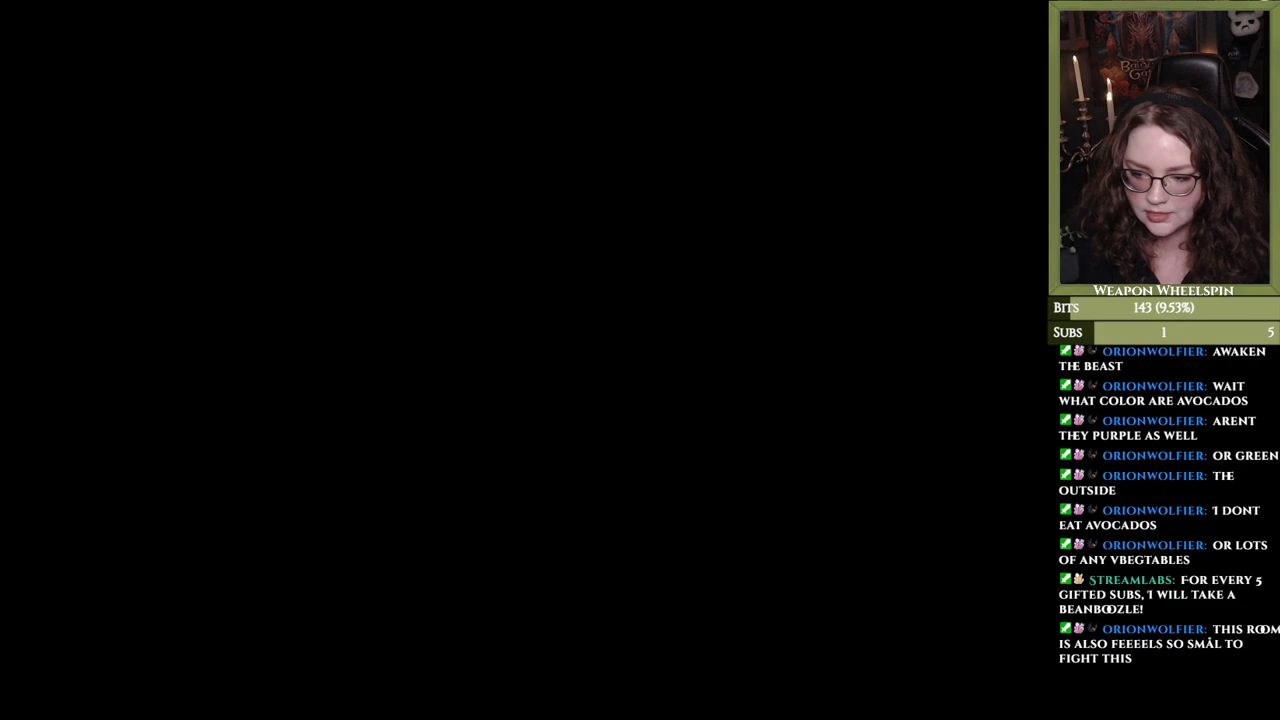 Baldur's
Gate
Weapon Wheelspin
Bits 143 (9.53%)
Subs 1 5
ORIONWOLFIER: AWAKEN
THE BEAST
ORIONWOLFIER: WAIT
WHAT COLOR ARE AVOCADOS
ORIONWOLFIER: ARENT
THEY PURPLE AS WELL
ORIONWOLFIER: OR GREEN
ORIONWOLFIER: THE
OUTSIDE
ORIONWOLFIER: I DONT
EAT AVOCADOS
ORIONWOLFIER: OR LOTS
OF ANY VBEGTABLES
STREAMLABS: FOR EVERY 5
GIFTED SUBS, I WILL TAKE A
BEANBOOZLE!
ORIONWOLFIER: THIS ROOM
IS ALSO FEEEELS SO SMÅL TO
FIGHT THIS